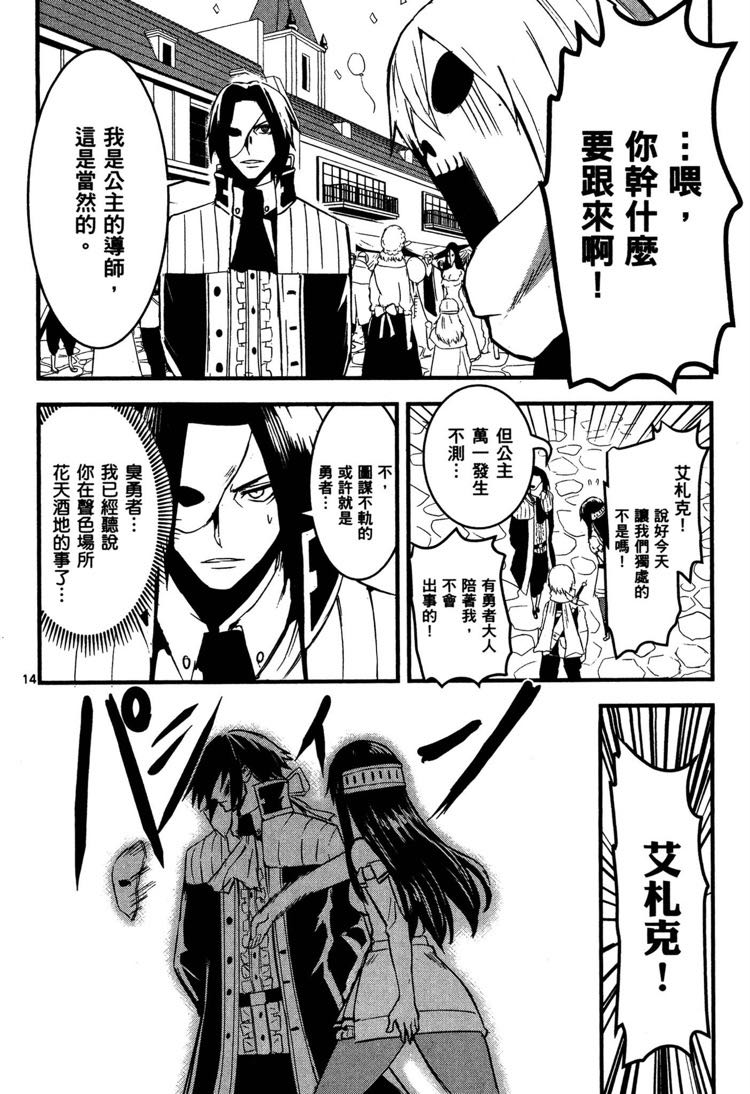 …喂，
你幹什麼
要跟來啊！
我是公主的導師，
這是當然的。
艾札克！
說好今天
讓我們獨處的
不是嗎！
但公主
萬一發生
不測…
有勇者大人
陪著我，
不會
出事的！
不，
圖謀不軌的
或許就是
勇者…
臭勇者…
我已經聽說
你在聲色場所
花天酒地的事了…
14
艾札克！
パァン